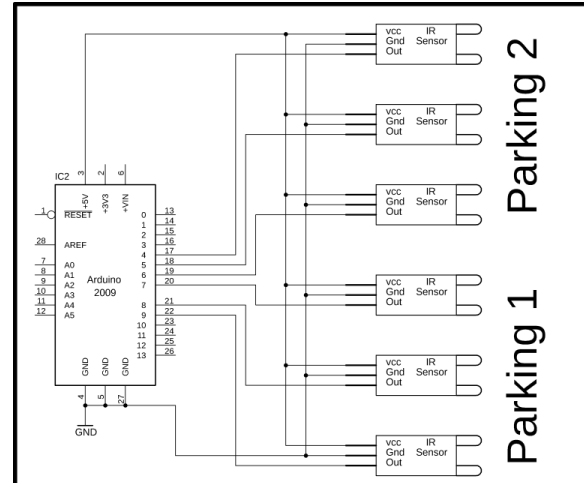 vcc IR
Gnd Sensor
Out
vcc IR
Gnd Sensor
Out
vcc IR
Gnd Sensor
Out
Parking 2
vcc IR
Gnd Sensor
Out
vcc IR
Gnd Sensor
Out
vcc IR
Gnd Sensor
Out
Parking 1
IC2
3 2 6
+5V +3V3 +VIN
1 RESET
28 AREF
7 A0
8 A1
9 A2
10 A3
11 A4
12 A5
Arduino
2009
0 13
1 14
2 15
3 16
4 17
5 18
6 19
7 20
8 21
9 22
10 23
11 24
12 25
13 26
GND GND GND
4 5 27
GND